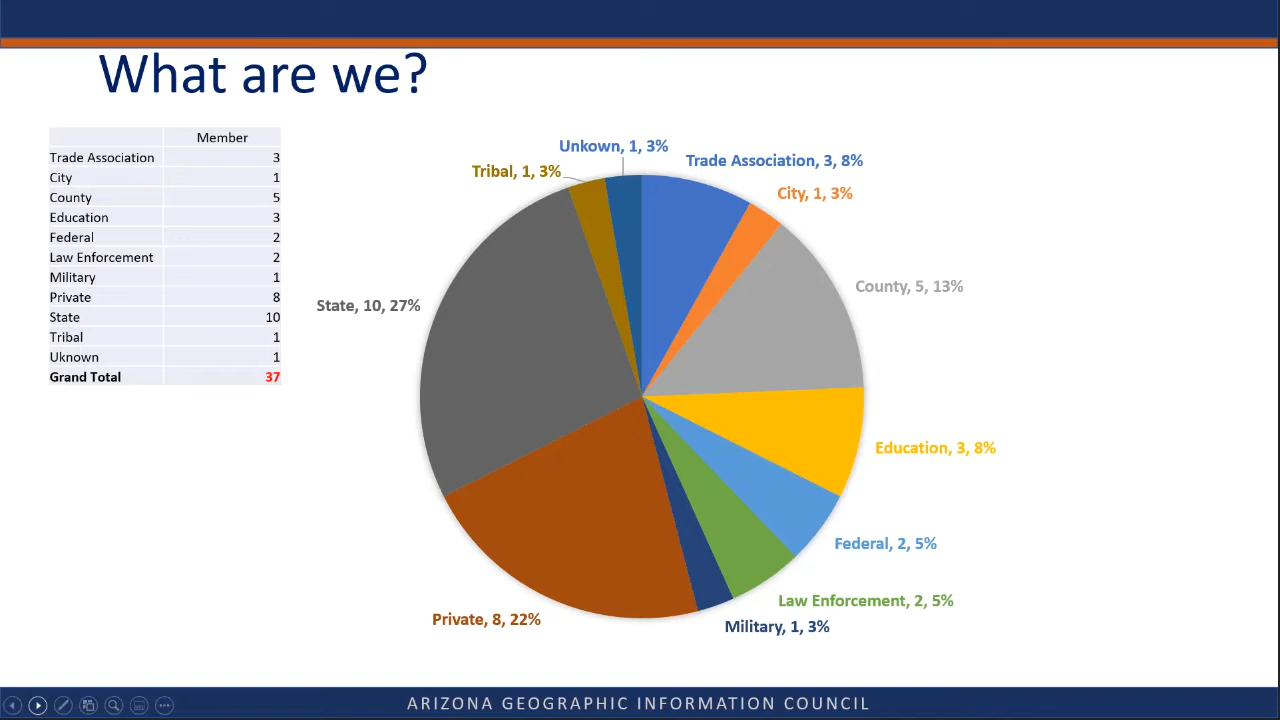 What are we?
Member
Trade Association 3
City 1
County 5
Education 3
Federal 2
Law Enforcement 2
Military 1
Private 8
State 10
Tribal 1
Uknown 1
Grand Total 37
Unkown, 1, 3%
Trade Association, 3, 8%
Tribal, 1, 3%
City, 1, 3%
County, 5, 13%
State, 10, 27%
Education, 3, 8%
Federal, 2, 5%
Law Enforcement, 2, 5%
Private, 8, 22%
Military, 1, 3%
ARIZONA GEOGRAPHIC INFORMATION COUNCIL